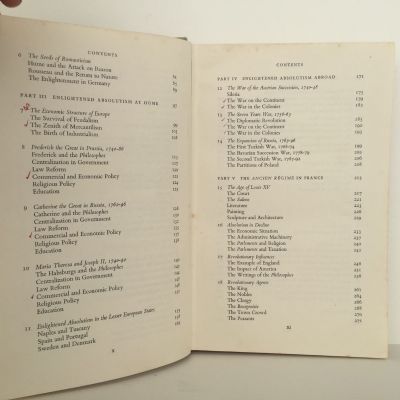 CONTENTS
6 The Seeds of Romanticism
Hume and the Attack on Reason
Rousseau and the Return to Nature
The Enlightenment in Germany
PART III ENLIGHTENED ABSOLUTISM AT HOME
7 The Economic Structure of Europe
The Survival of Feudalism
The Zenith of Mercantilism
The Birth of Industrialism
8 Frederick the Great in Prussia, 1740-86
Frederick and the Philosophes
Centralization in Government
Law Reform
Commercial and Economic Policy
Religious Policy
Education
9 Catherine the Great in Russia, 1762-96
Catherine and the Philosophes
Centralization in Government
Law Reform
Commercial and Economic Policy
Religious Policy
Education
10 Maria Theresa and Joseph II, 1740-90
The Habsburgs and the Philosophes
Centralization in Government
Law Reform
Commercial and Economic Policy
Religious Policy
Education
11 Enlightened Absolutism in the Lesser European States
Naples and Tuscany
Spain and Portugal
Sweden and Denmark
x
CONTENTS
PART IV ENLIGHTENED ABSOLUTISM ABROAD 171
12 The War of the Austrian Succession, 1740-48
Silesia
The War on the Continent
The War in the Colonies
13 The Seven Years War, 1756-63
The Diplomatic Revolution
The War on the Continent
The War in the Colonies
14 The Expansion of Russia, 1762-96
The First Turkish War, 1768-74
The Bavarian Succession War, 1778-79
The Second Turkish War, 1787-92
The Partitions of Poland
PART V THE ANCIEN RÉGIME IN FRANCE
15 The Age of Louis XV
The Court
The Salons
Literature
Painting
Sculpture and Architecture
16 Absolutism in Decline
The Economic Situation
The Administrative Machinery
The Parlements and Religion
The Parlements and Taxation
17 Revolutionary Influences
The Example of England
The Impact of America
The Writings of the Philosophes
18 Revolutionary Agents
The King
The Nobles
The Clergy
The Bourgeoisie
The Town Crowd
The Peasants
xi